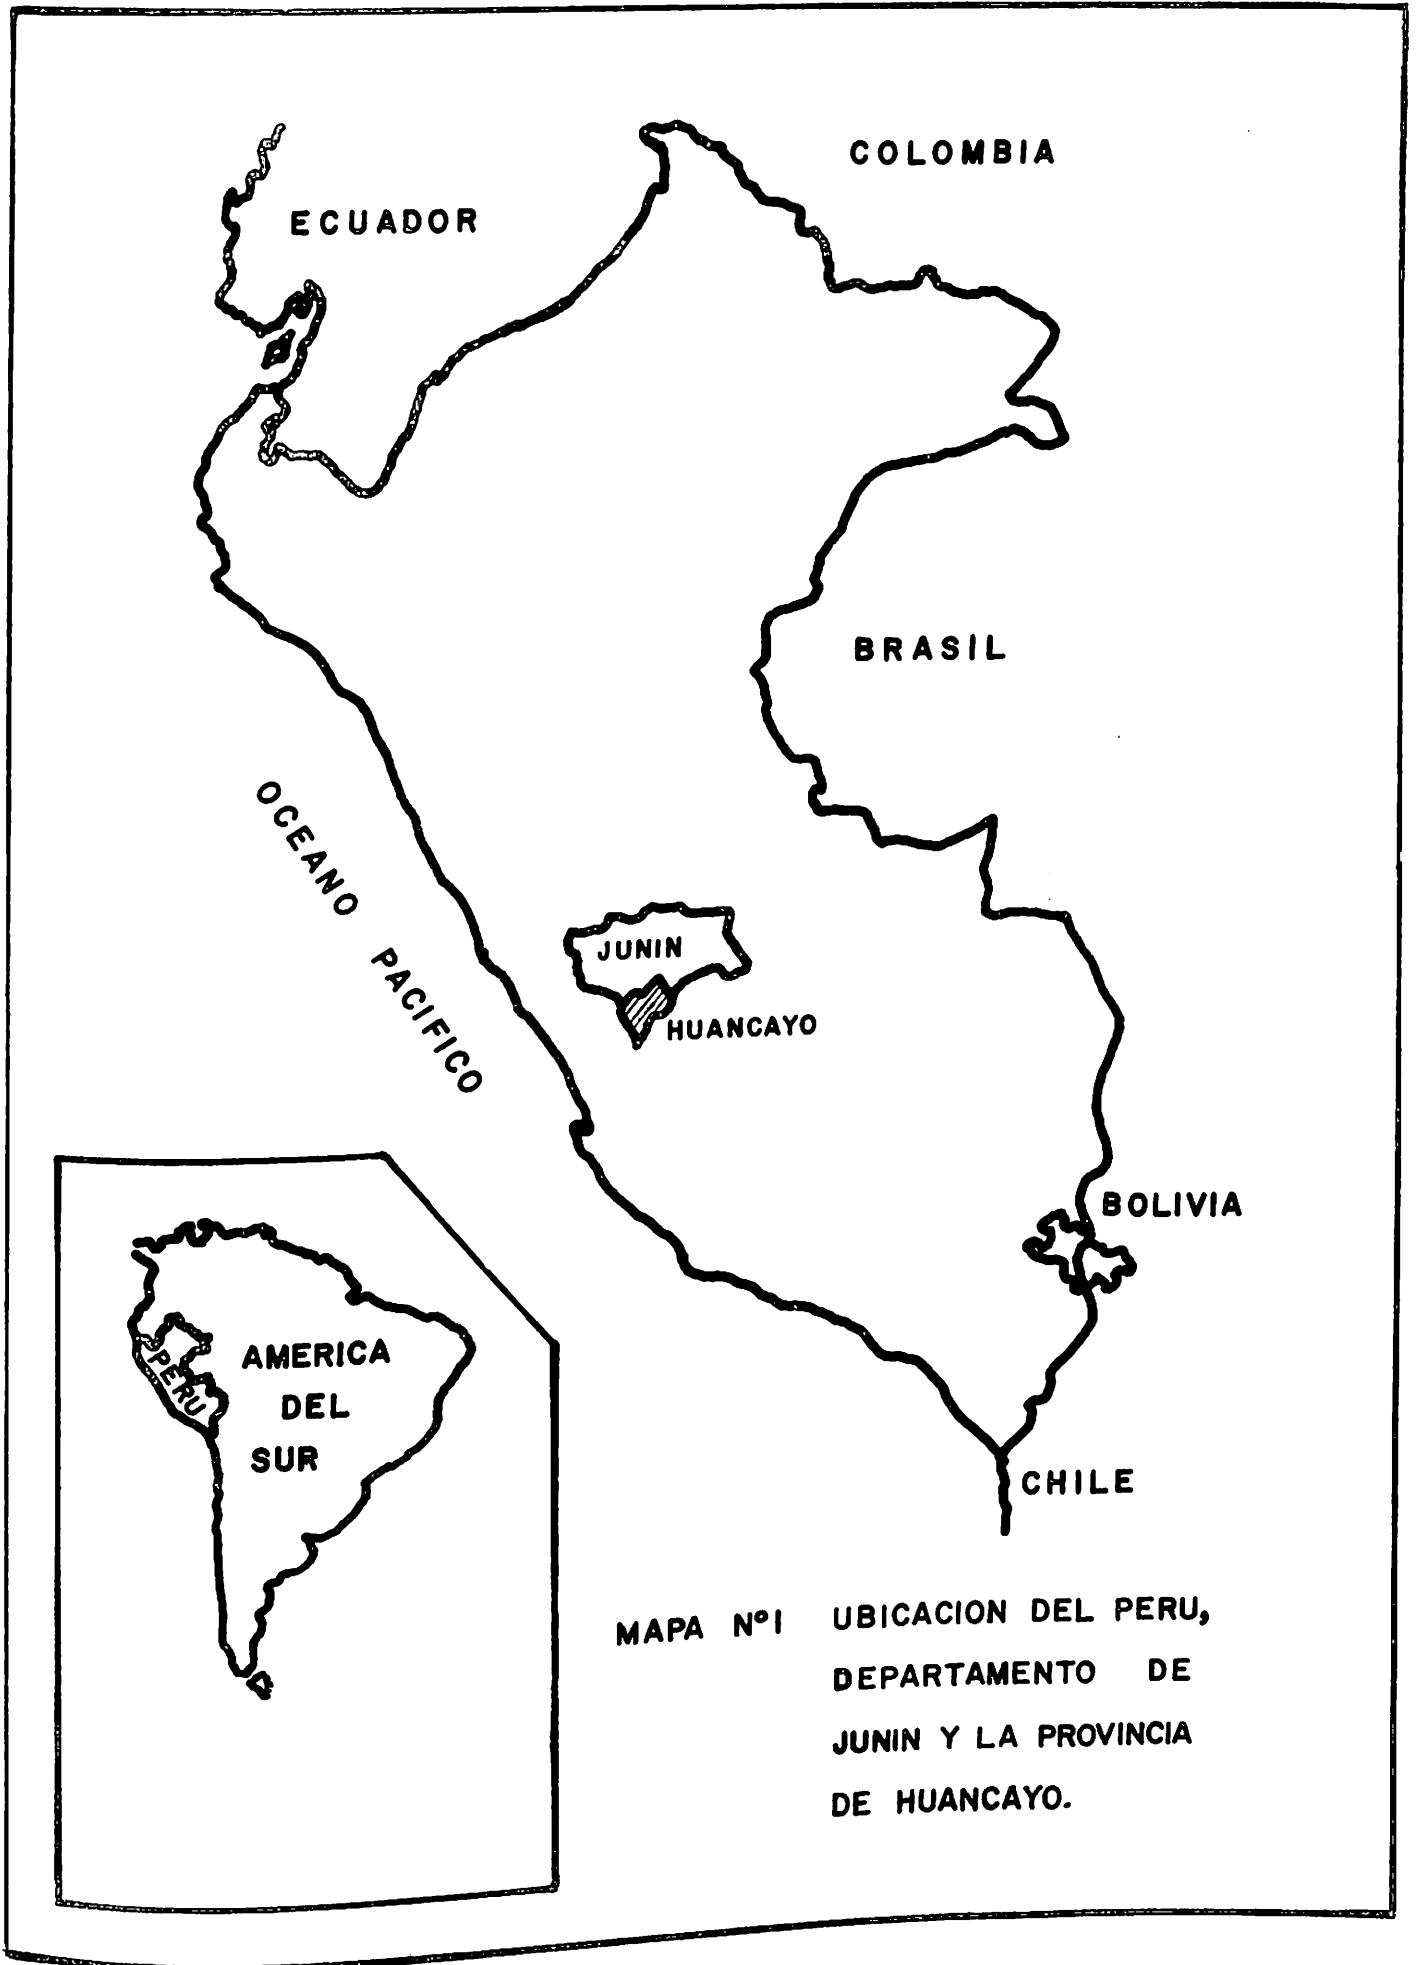 COLOMBIA
ECUADOR
BRASIL
OCEANO PACIFICO
JUNIN
HUANCAYO
BOLIVIA
PERU
AMERICA
DEL
SUR
CHILE
MAPA Nº1 UBICACION DEL PERU,
DEPARTAMENTO DE
JUNIN Y LA PROVINCIA
DE HUANCAYO.